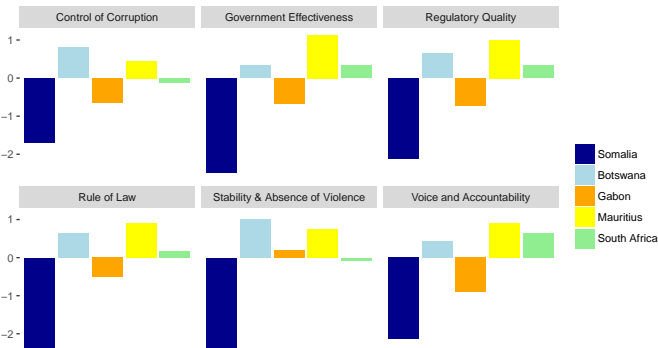 Control of Corruption
Government Effectiveness
Regulatory Quality
1
0
−1
−2
Rule of Law
Stability & Absence of Violence
Voice and Accountability
1
0
−1
−2
Somalia
Botswana
Gabon
Mauritius
South Africa